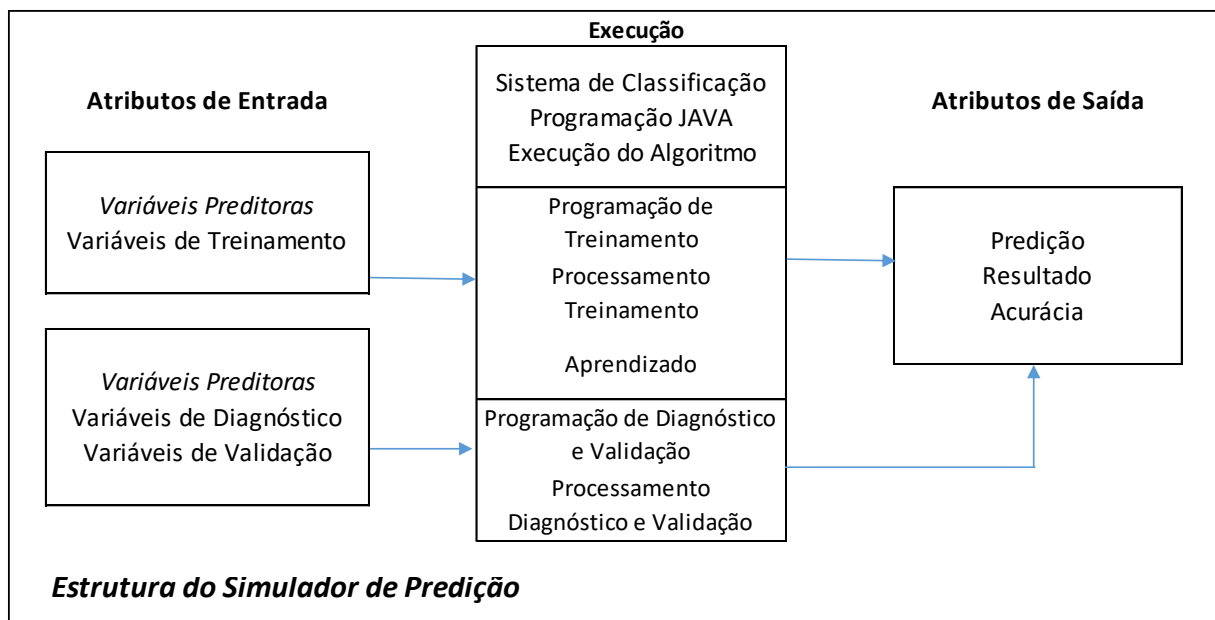 Execução
Atributos de Entrada
Variáveis Preditoras
Variáveis de Treinamento
Variáveis Preditoras
Variáveis de Diagnóstico
Variáveis de Validação
Sistema de Classificação
Programação JAVA
Execução do Algoritmo
Programação de
Treinamento
Processamento
Treinamento
Aprendizado
Programação de Diagnóstico
e Validação
Processamento
Diagnóstico e Validação
Atributos de Saída
Predição
Resultado
Acurácia
Estrutura do Simulador de Predição